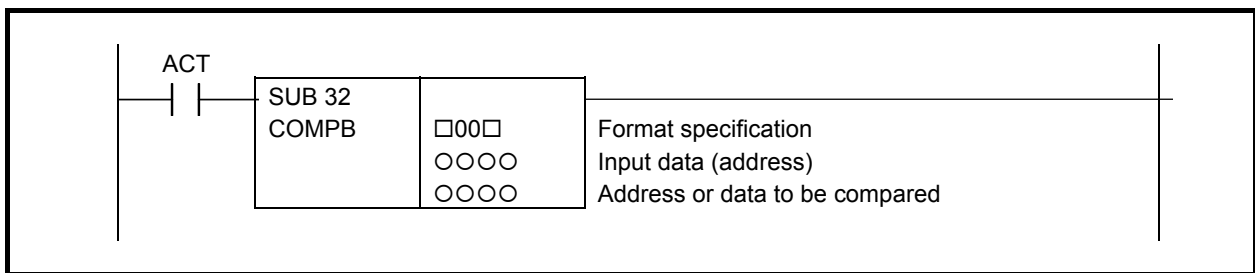 ACT
SUB 32
COMPB □00□ Format specification
○○○○ Input data (address)
○○○○ Address or data to be compared